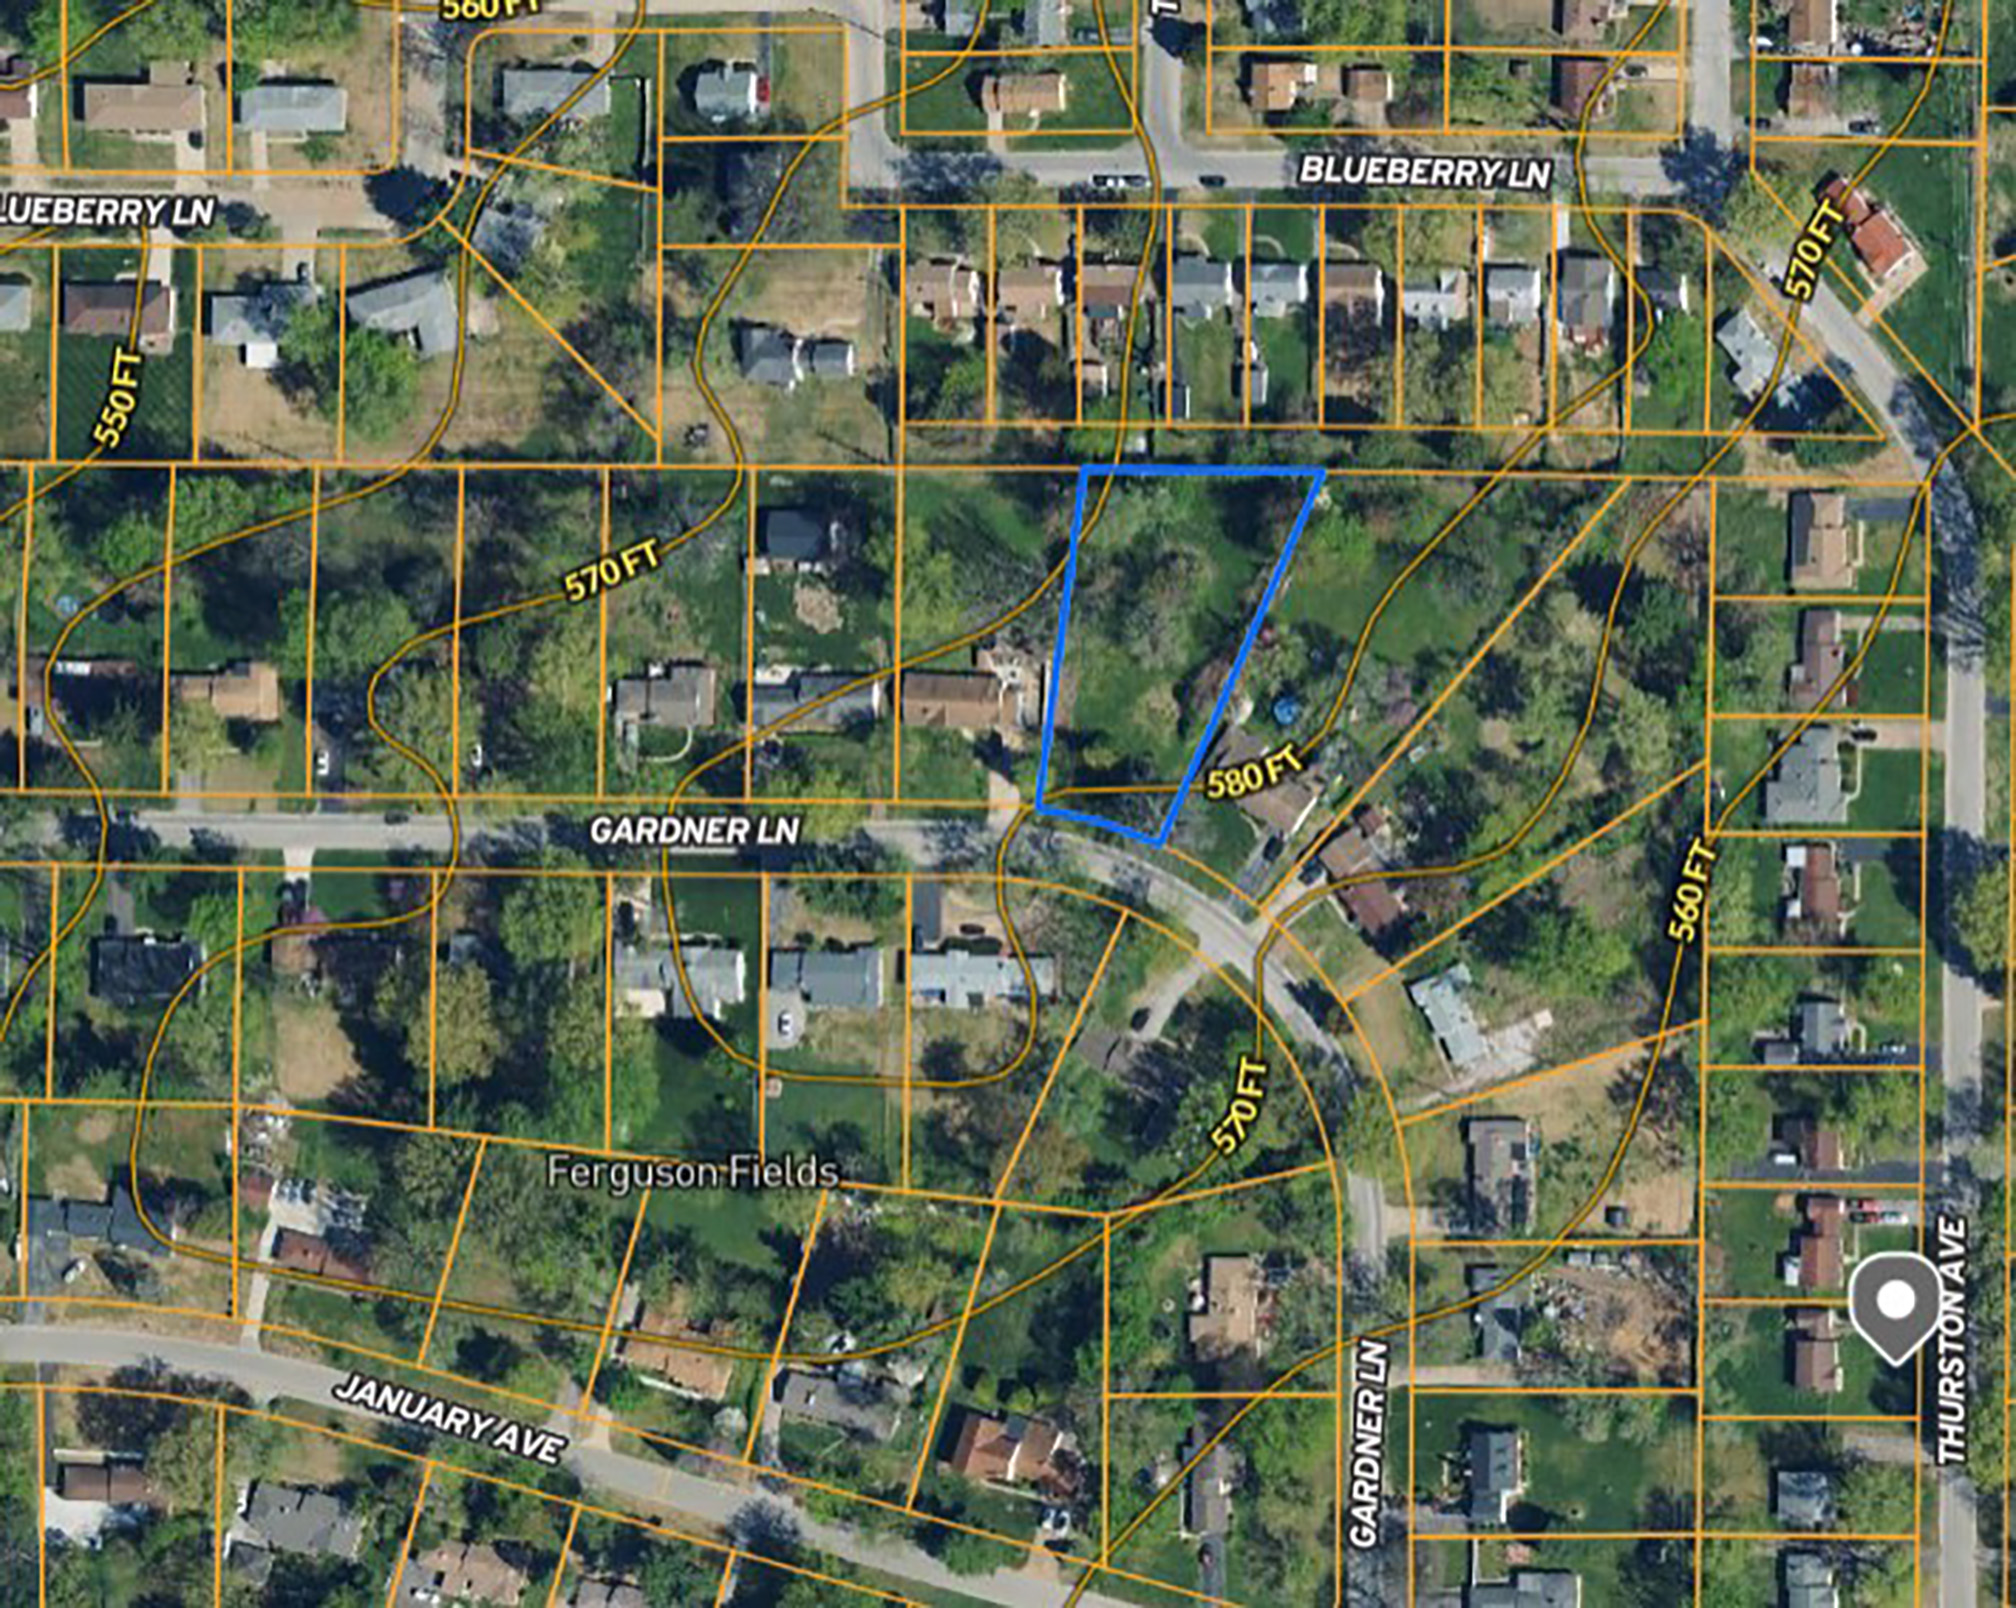 560 FT
BLUEBERRY LN
LUEBERRY LN
570 FT
550 FT
570 FT
580 FT
GARDNER LN
560 FT
570 FT
Ferguson Fields
THURSTON AVE
GARDNER LN
JANUARY AVE